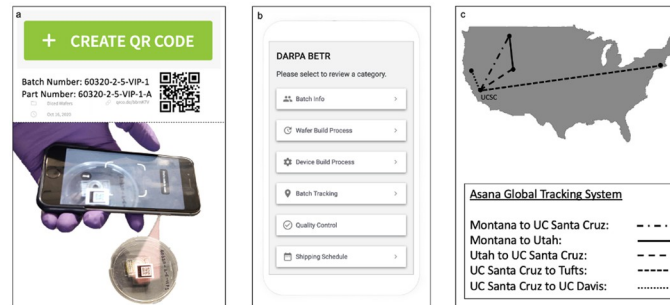 a
+ CREATE QR CODE
Batch Number: 60320-2-5-VIP-1
Part Number: 60320-2-5-VIP-1-A
b
DARPA BETR
Please select to review a category.
Batch Info
Wafer Build Process
Device Build Process
Batch Tracking
Quality Control
Shipping Schedule
c
UCSC
Asana Global Tracking System
Montana to UC Santa Cruz:
Montana to Utah:
Utah to UC Santa Cruz:
UC Santa Cruz to Tufts:
UC Santa Cruz to UC Davis: